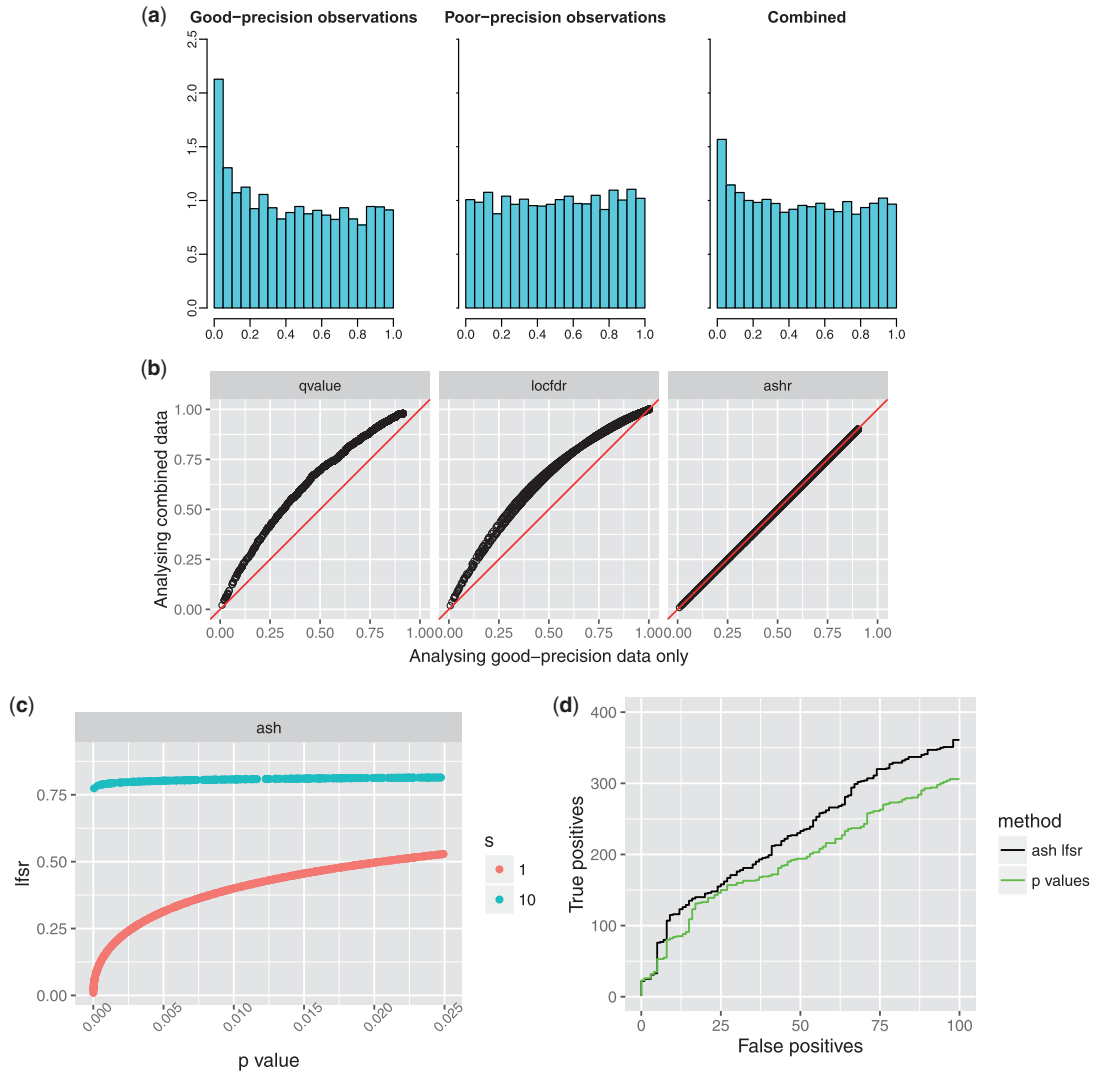 (a)
Good−precision observations
Poor−precision observations
Combined
2.5
2.0
1.5
1.0
0.5
0.0
0.0 0.2 0.4 0.6 0.8 1.0
0.0 0.2 0.4 0.6 0.8 1.0
0.0 0.2 0.4 0.6 0.8 1.0
(b)
qvalue
locfdr
ashr
Analysing combined data
1.00
0.75
0.50
0.25
0.00
0.00 0.25 0.50 0.75 1.00
0.00 0.25 0.50 0.75 1.00
0.00 0.25 0.50 0.75 1.00
Analysing good−precision data only
(c)
ash
lfsr
0.75
0.50
0.25
0.00
0.000 0.005 0.010 0.015 0.020 0.025
p value
s
1
10
(d)
True positives
400
300
200
100
0
0 25 50 75 100
False positives
method
ash lfsr
p values